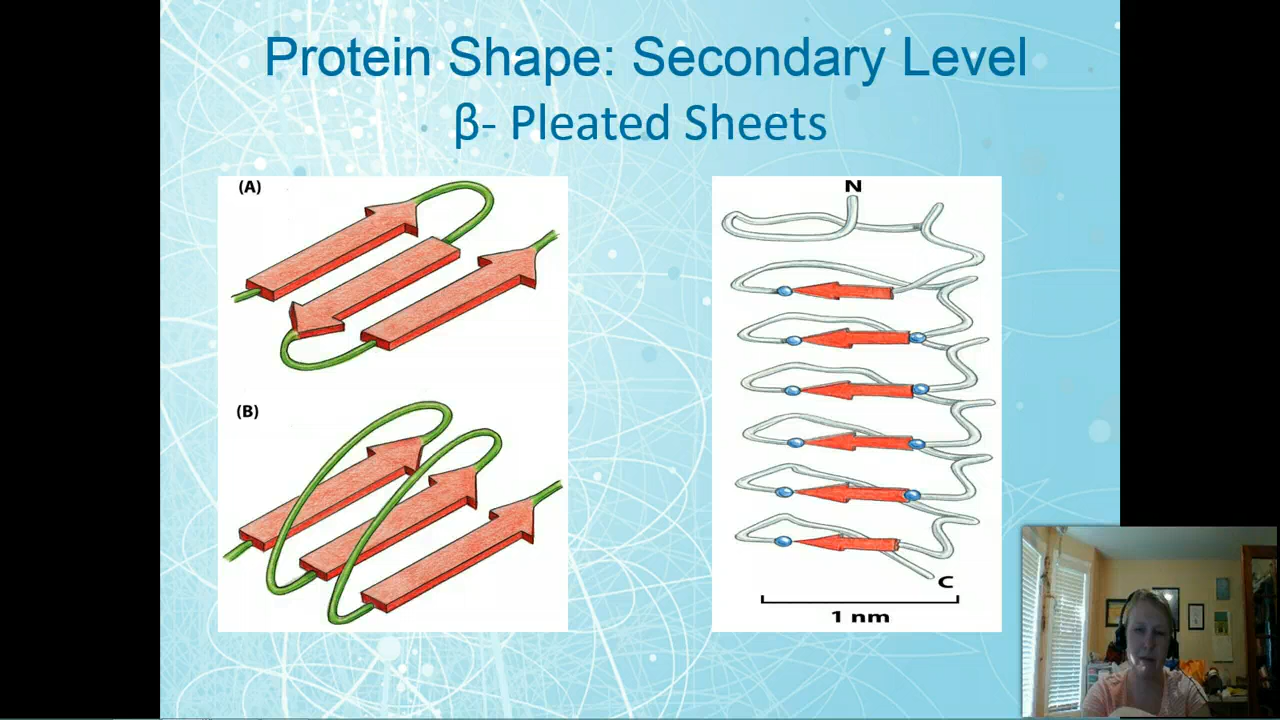 Protein Shape: Secondary Level
β- Pleated Sheets
(A)
(B)
N
C
1 nm